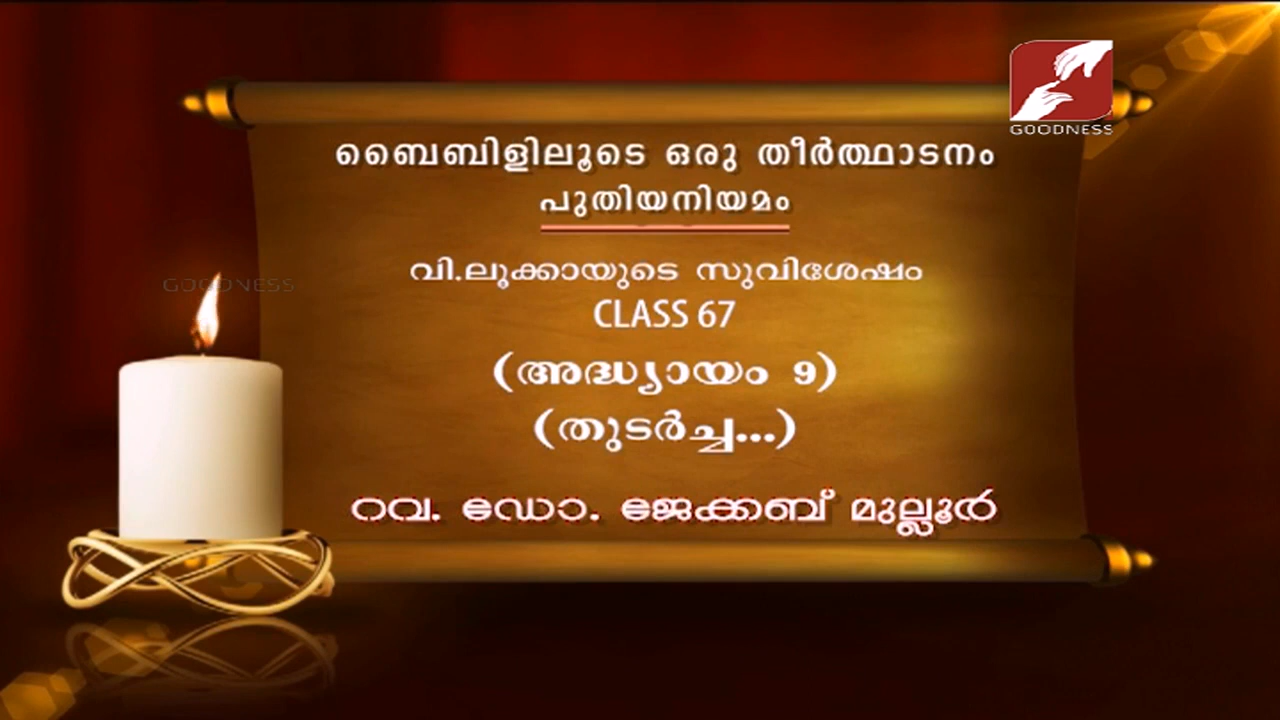 GOODNESS
ബൈബിളിലൂടെ ഒരു തീർത്ഥാടനം
പുതിയനിയമം
GOODNESS
വി.ലൂക്കായുടെ സുവിശേഷം
CLASS 67
(അദ്ധ്യായം 9)
(തുടർച്ച...)
റവ. ഡോ. ജേക്കബ് മുല്ലൂർ